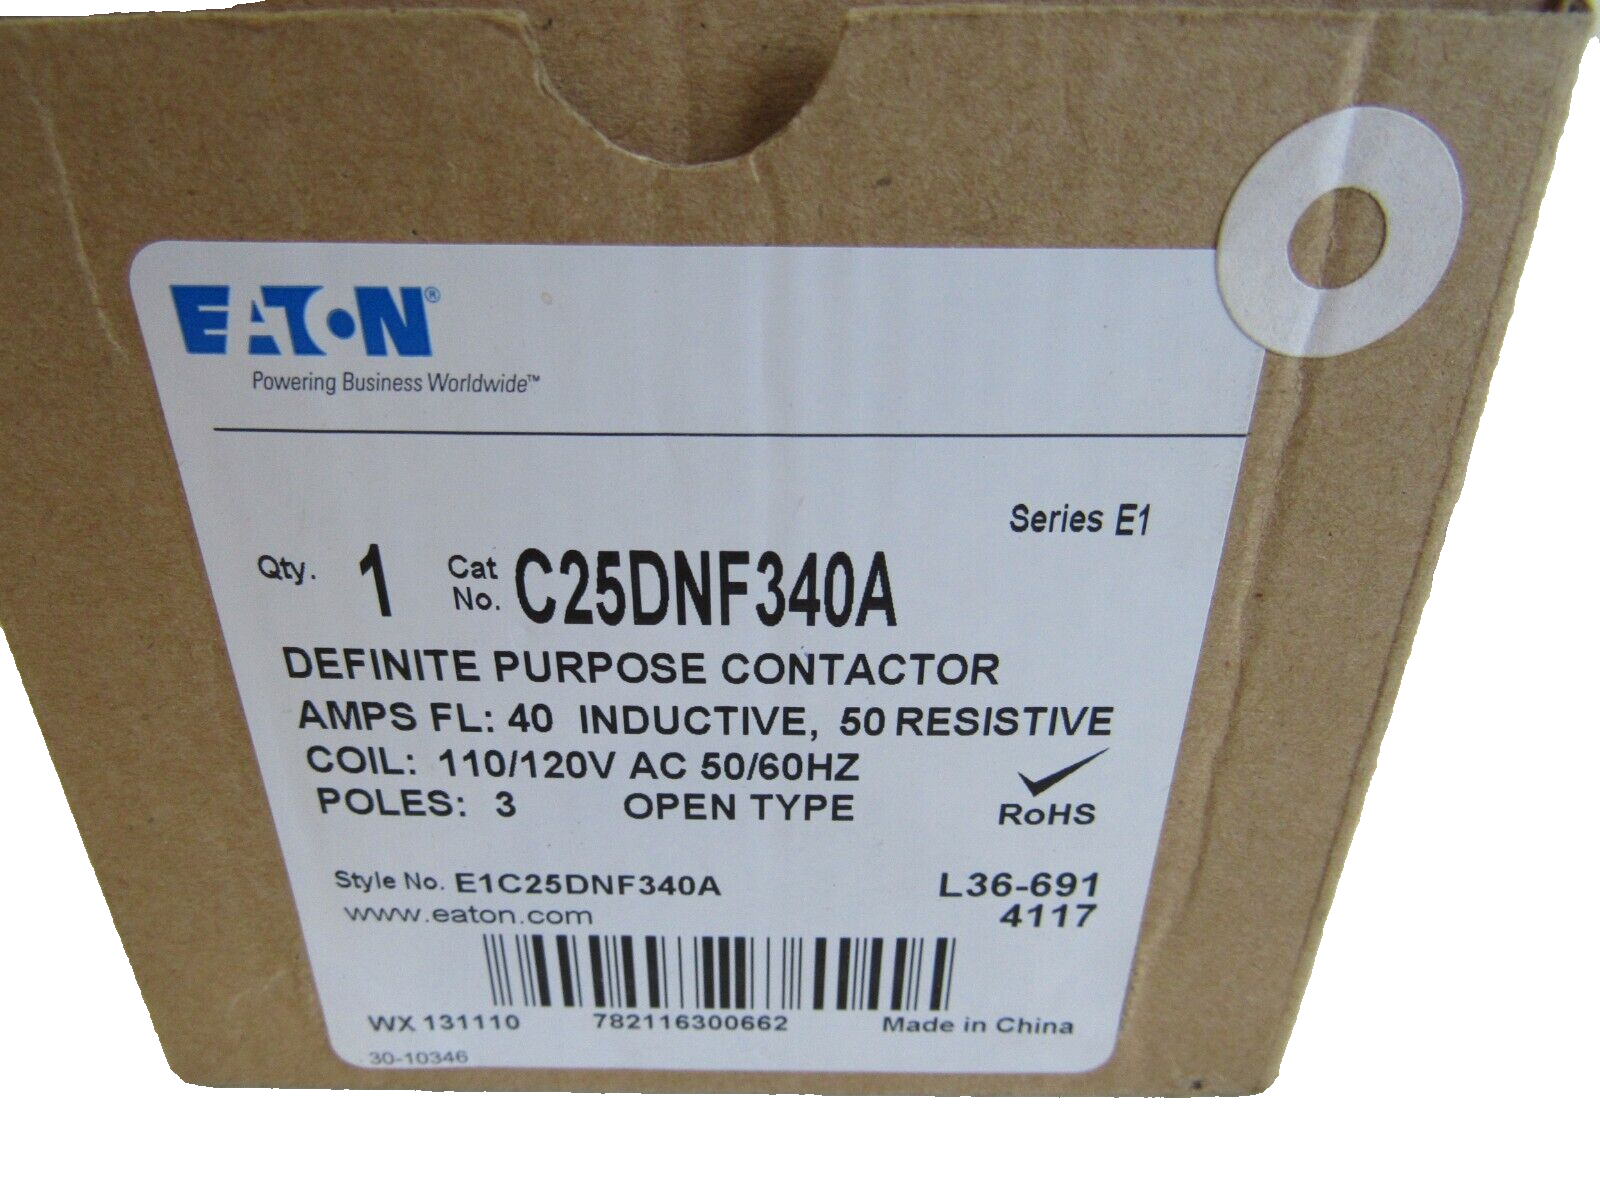 EATON®
Powering Business Worldwide™
Series E1
Qty. 1 Cat No. C25DNF340A
DEFINITE PURPOSE CONTACTOR
AMPS FL: 40 INDUCTIVE, 50 RESISTIVE
COIL: 110/120V AC 50/60HZ
POLES: 3 OPEN TYPE RoHS
Style No. E1C25DNF340A L36-691
www.eaton.com 4117
WX 131110 782116300662 Made in China
30-10346